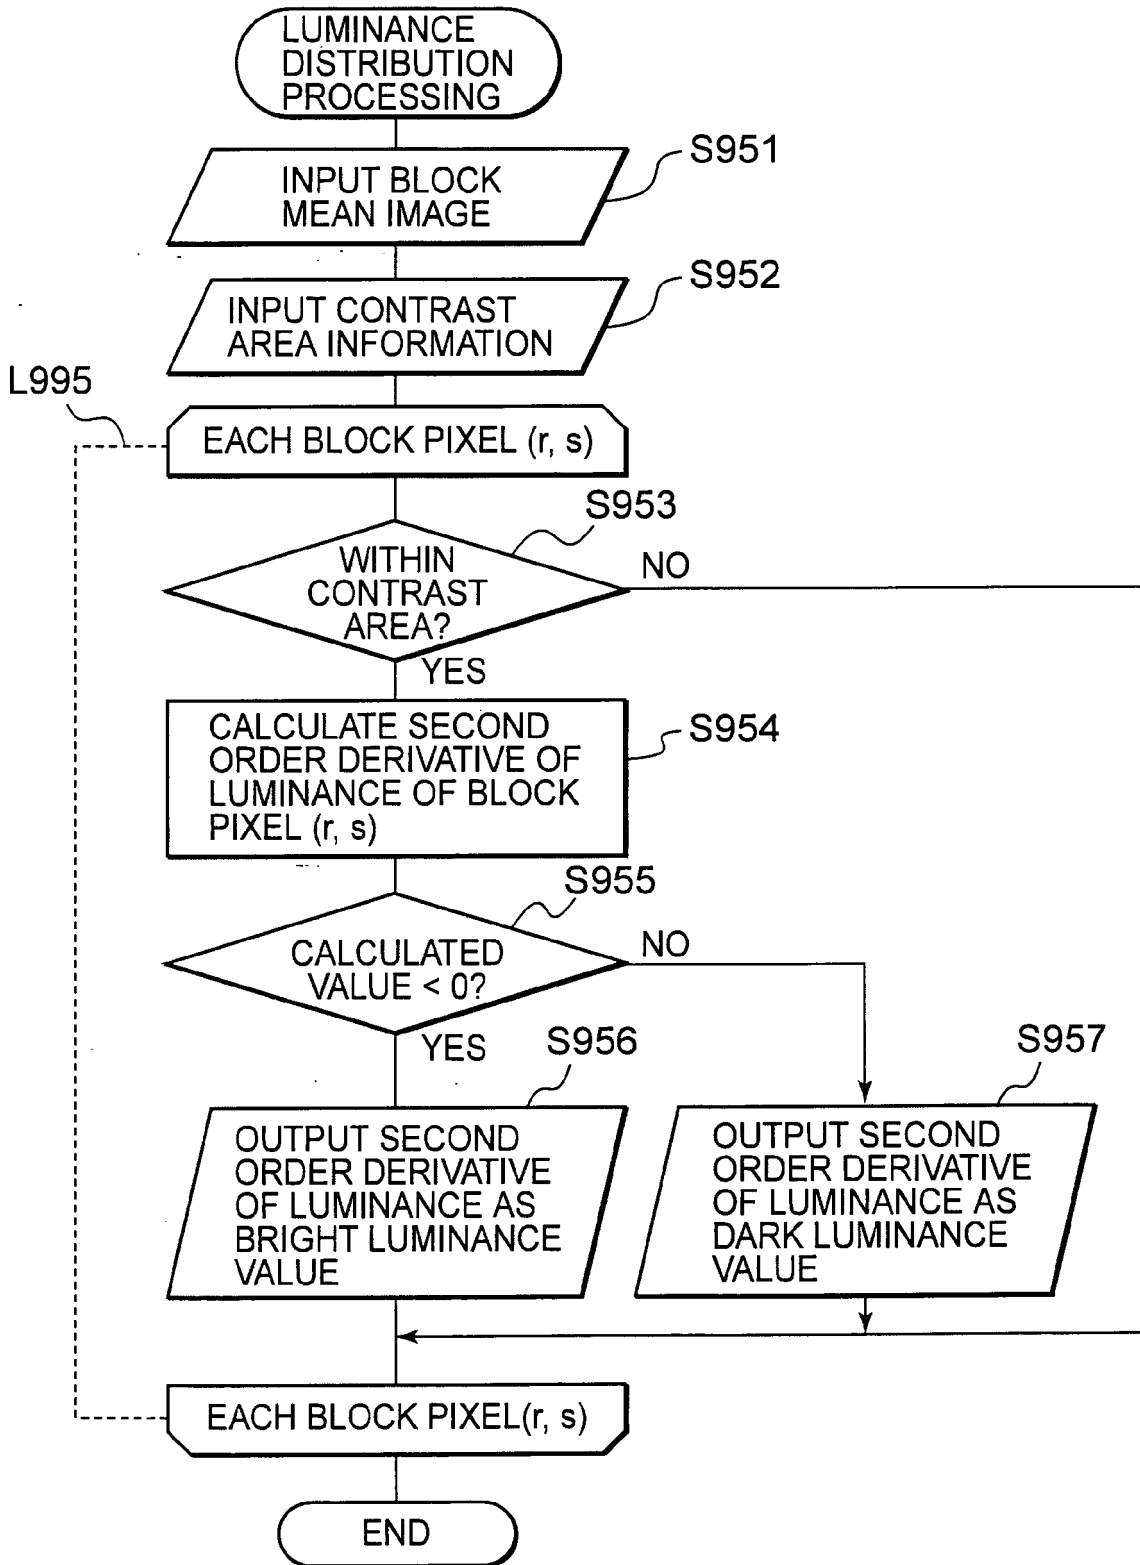 LUMINANCE
DISTRIBUTION
PROCESSING
S951
INPUT BLOCK
MEAN IMAGE
S952
INPUT CONTRAST
AREA INFORMATION
L995
EACH BLOCK PIXEL (r, s)
S953
WITHIN
CONTRAST
AREA?
NO
YES
CALCULATE SECOND
ORDER DERIVATIVE OF
LUMINANCE OF BLOCK
PIXEL (r, s)
S954
S955
CALCULATED
VALUE < 0?
NO
YES
S956
S957
OUTPUT SECOND
ORDER DERIVATIVE
OF LUMINANCE AS
BRIGHT LUMINANCE
VALUE
OUTPUT SECOND
ORDER DERIVATIVE
OF LUMINANCE AS
DARK LUMINANCE
VALUE
EACH BLOCK PIXEL(r, s)
END